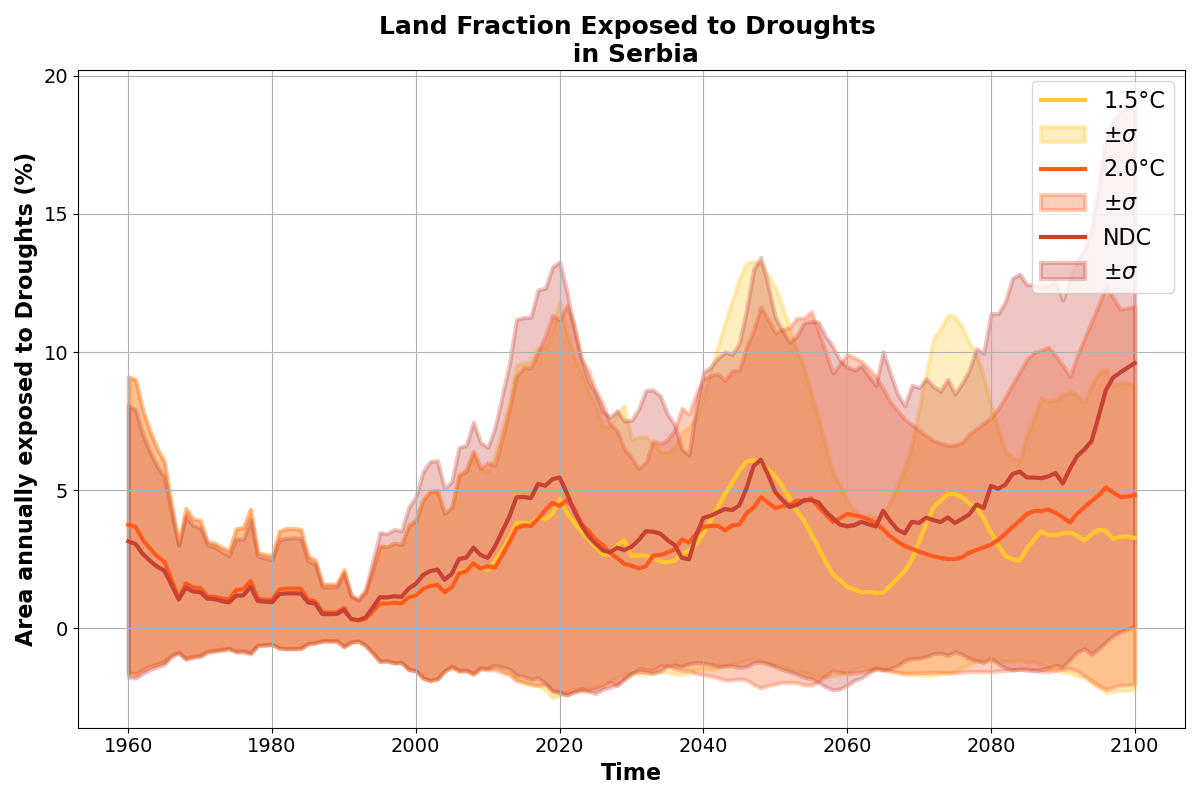 Land Fraction Exposed to Droughts
in Serbia
Area annually exposed to Droughts (%)
20
15
10
5
0
1960 1980 2000 2020 2040 2060 2080 2100
Time
1.5°C
±σ
2.0°C
±σ
NDC
±σ